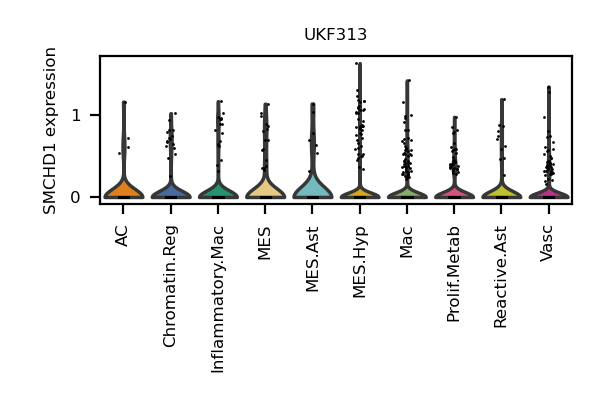 UKF313
SMCHD1 expression
1
0
AC
Chromatin.Reg
Inflammatory.Mac
MES
MES.Ast
MES.Hyp
Mac
Prolif.Metab
Reactive.Ast
Vasc